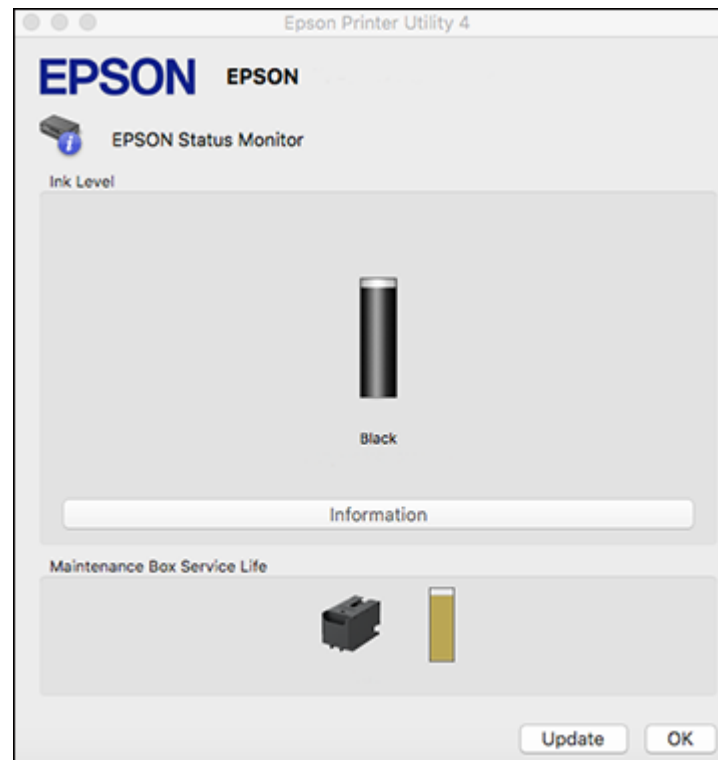 Epson Printer Utility 4
EPSON EPSON
EPSON Status Monitor
Ink Level
Black
Information
Maintenance Box Service Life
Update OK